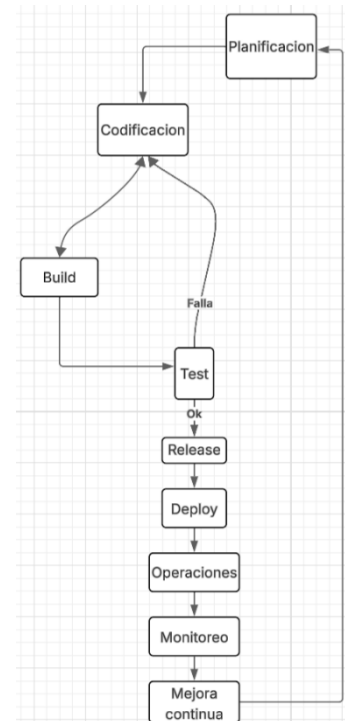 Planificacion
Codificacion
Build
Falla
Test
Ok
Release
Deploy
Operaciones
Monitoreo
Mejora
continua